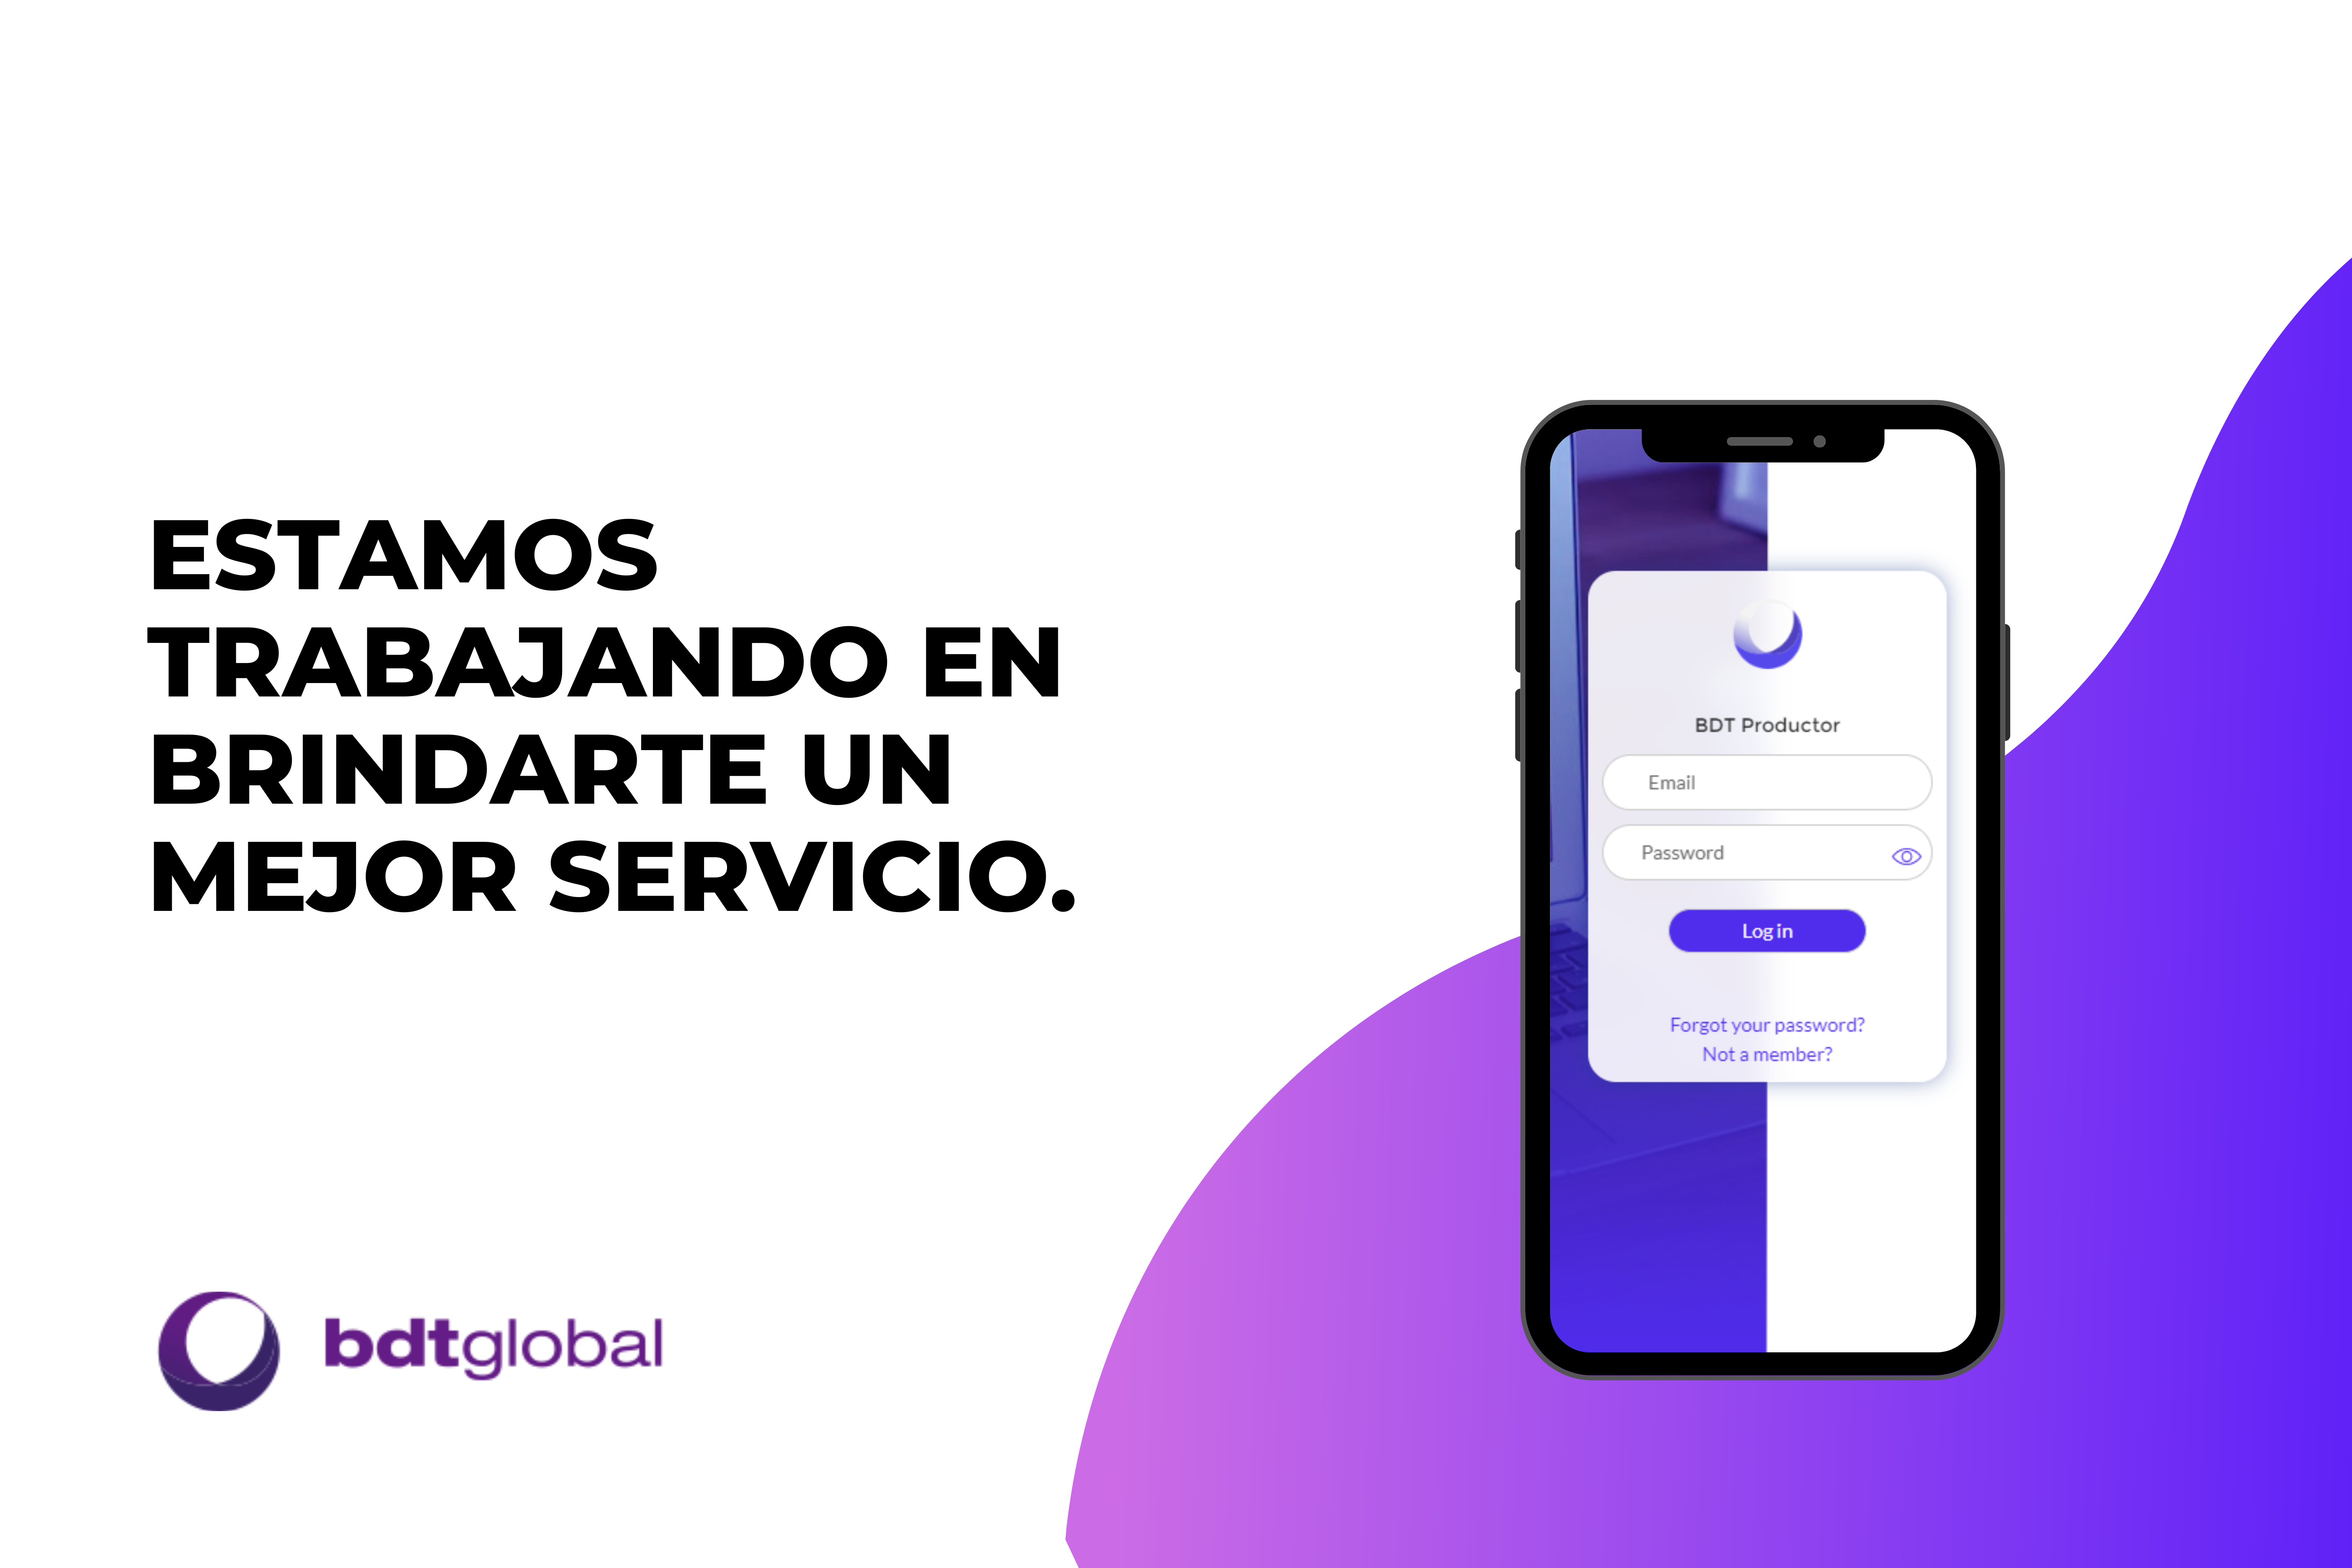 ESTAMOS
TRABAJANDO EN
BRINDARTE UN
MEJOR SERVICIO.
bdtglobal
BDT Productor
Email
Password
Log in
Forgot your password?
Not a member?